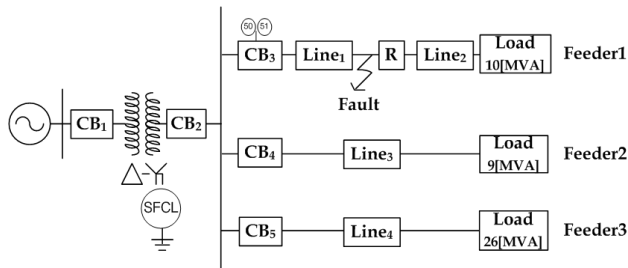 50 51
CB₃ Line₁ R Line₂ Load
10[MVA] Feeder1
Fault
CB₁ CB₂
CB₄ Line₃ Load
9[MVA] Feeder2
SFCL
CB₅ Line₄ Load
26[MVA] Feeder3